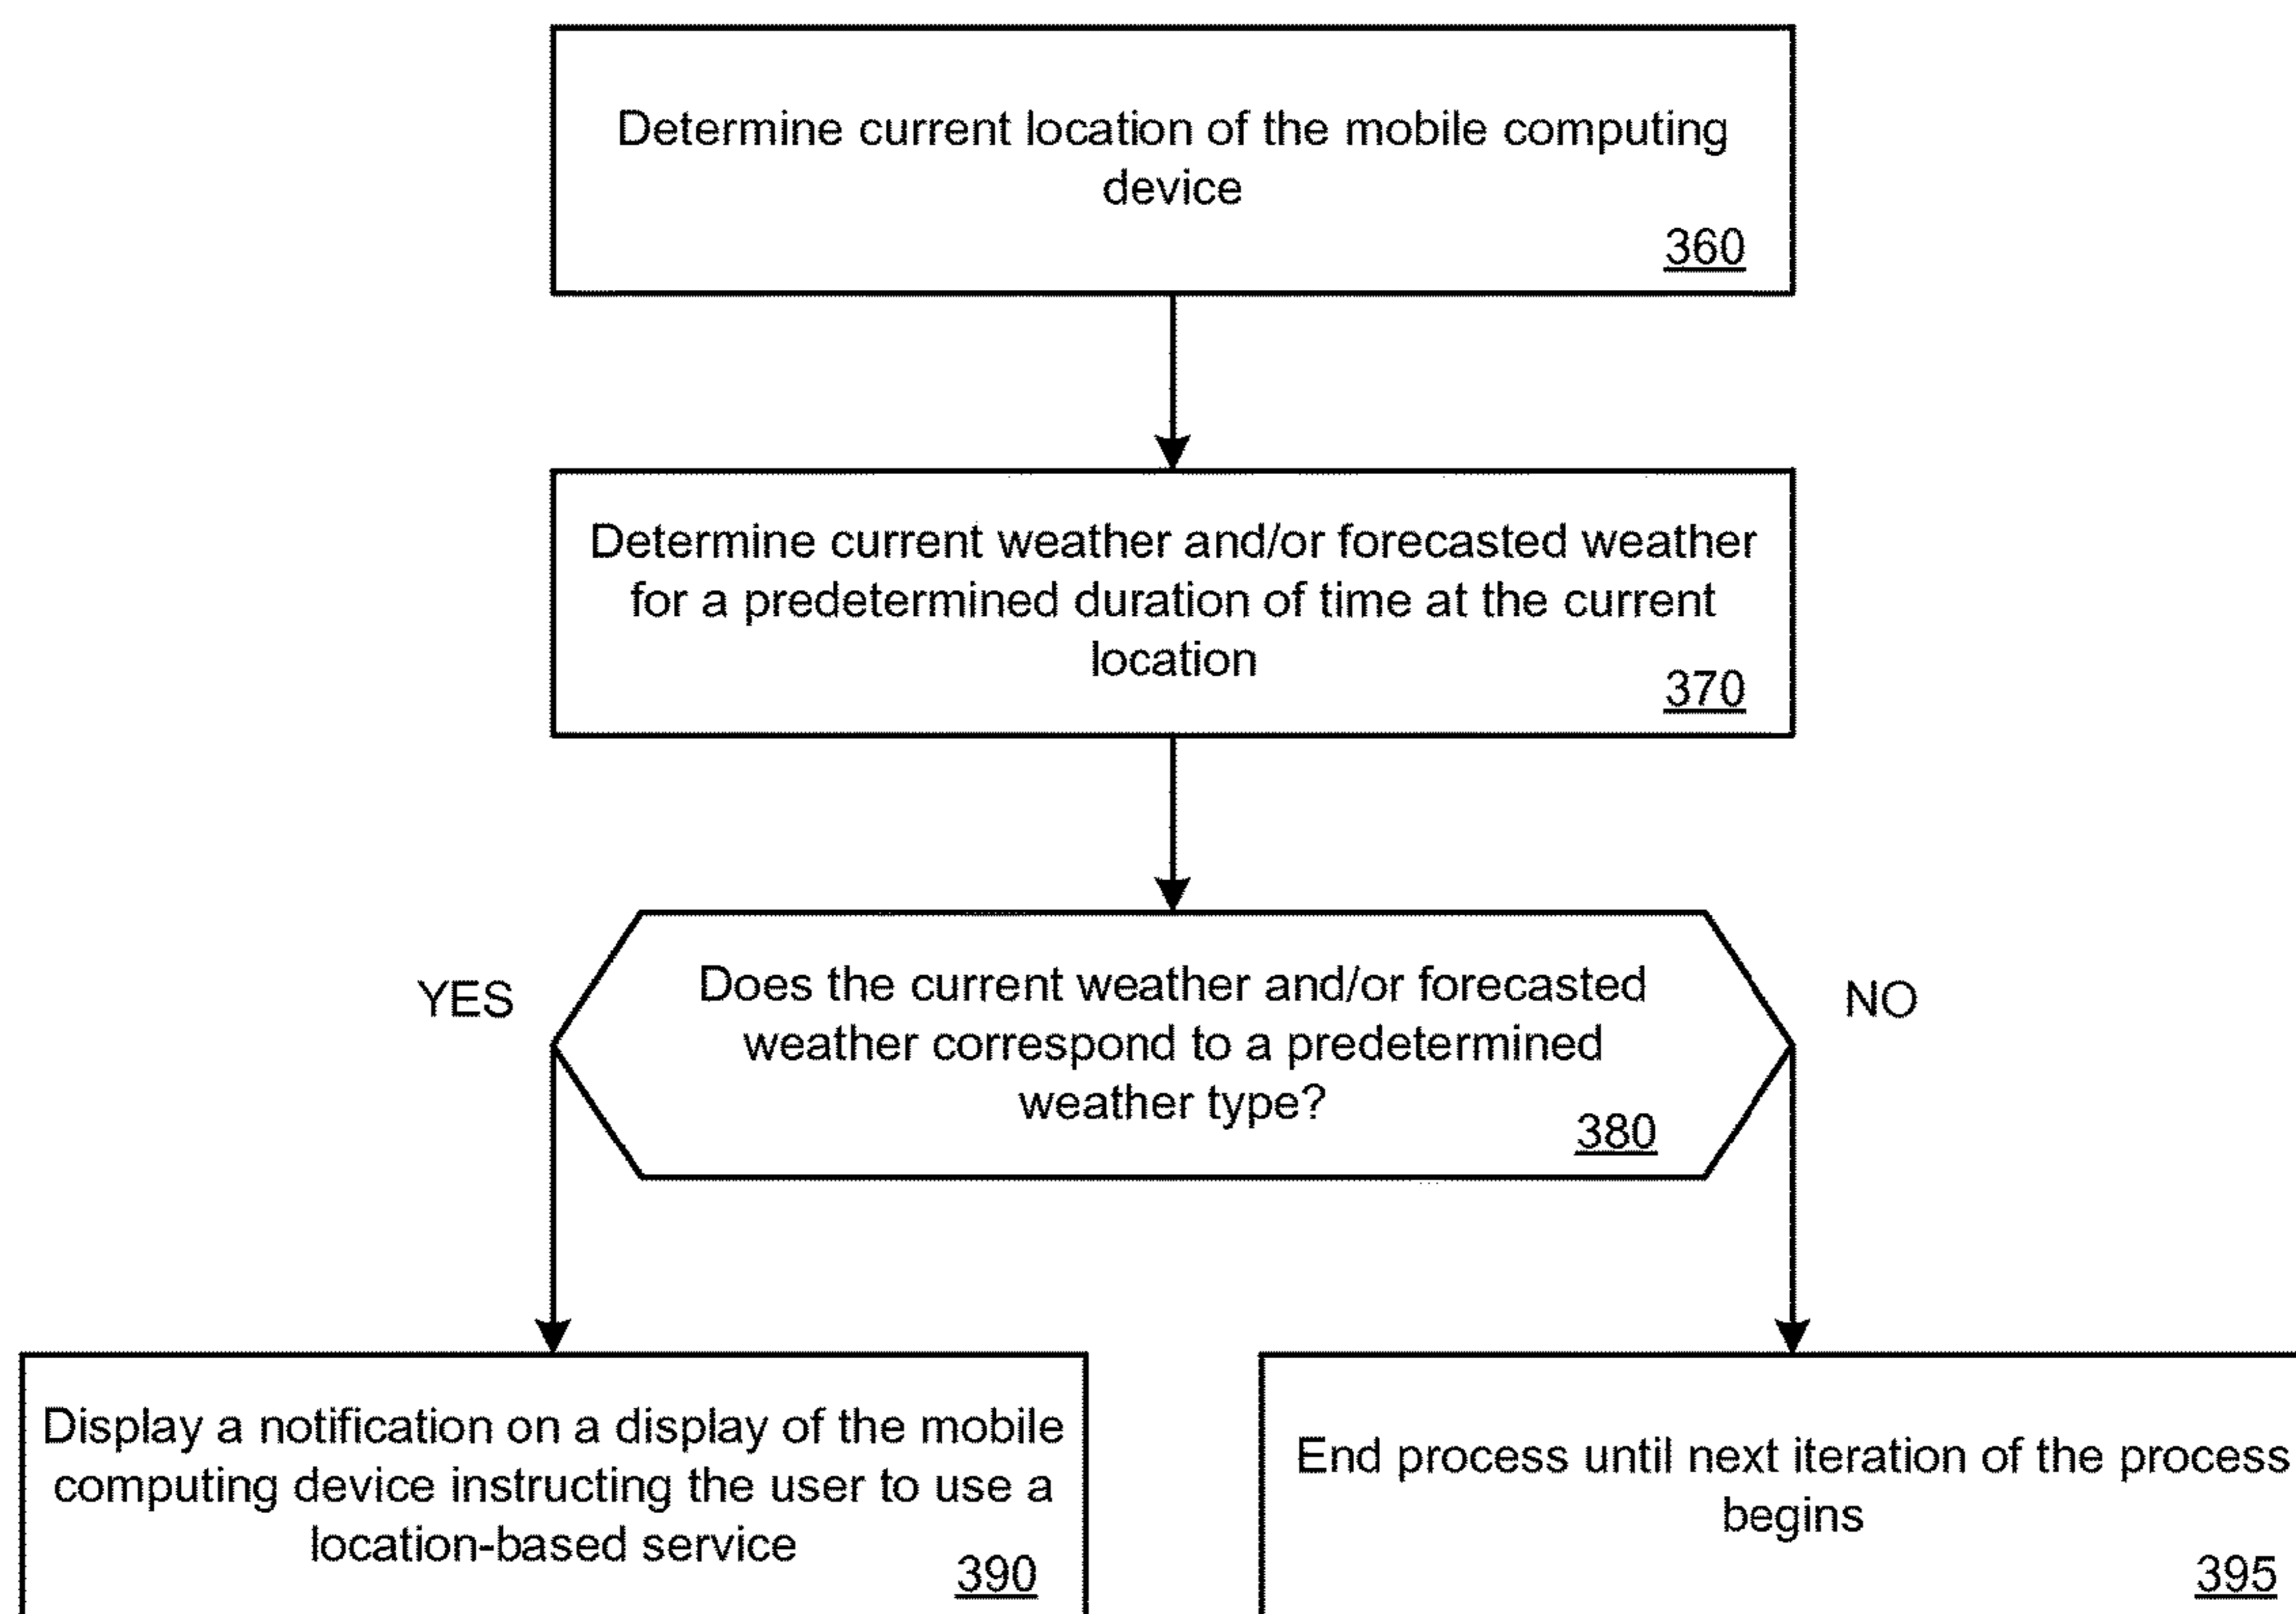 Determine current location of the mobile computing
device
360
Determine current weather and/or forecasted weather
for a predetermined duration of time at the current
location
370
YES
Does the current weather and/or forecasted
weather correspond to a predetermined
weather type?
380
NO
Display a notification on a display of the mobile
computing device instructing the user to use a
location-based service
390
End process until next iteration of the process
begins
395